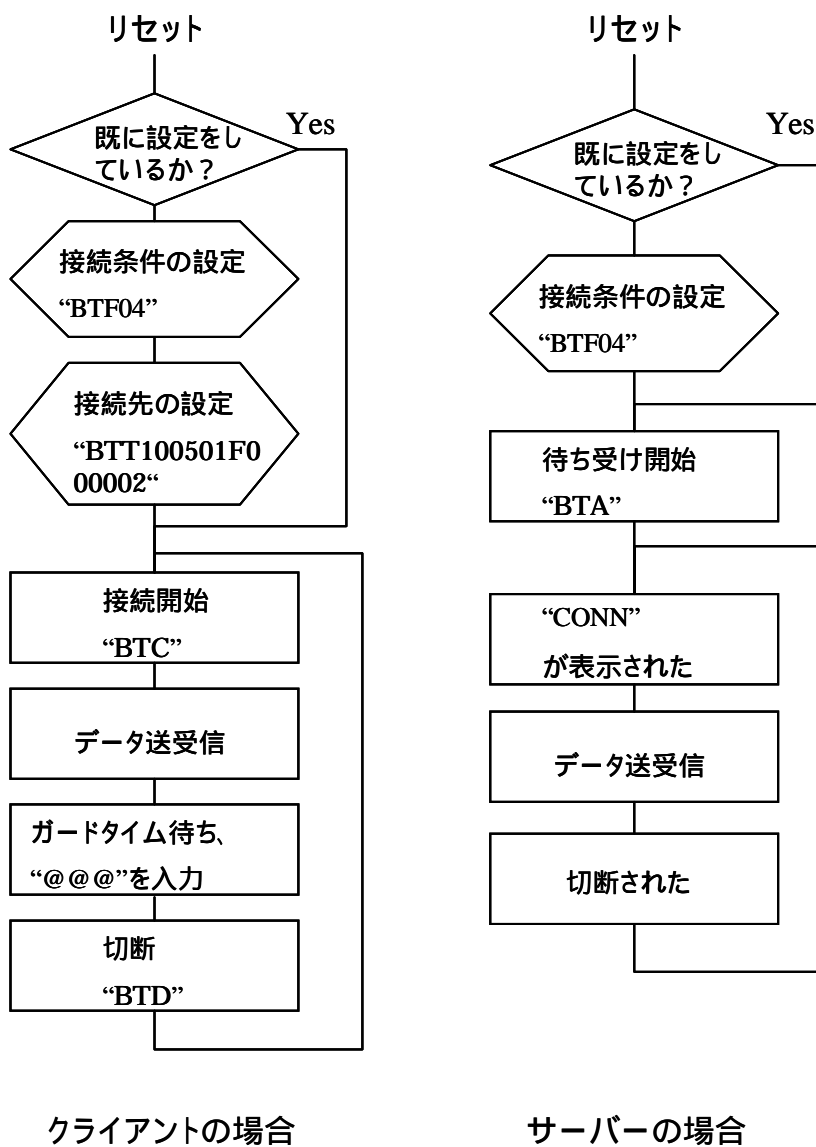 リセット
Yes
既に設定をし
ているか？
接続条件の設定
“BTF04”
接続先の設定
“BTT100501F0
00002“
接続開始
“BTC”
データ送受信
ガードタイム待ち、
“@@@”を入力
切断
“BTD”
クライアントの場合
リセット
Yes
既に設定をし
ているか？
接続条件の設定
“BTF04”
待ち受け開始
“BTA”
“CONN”
が表示された
データ送受信
切断された
サーバーの場合